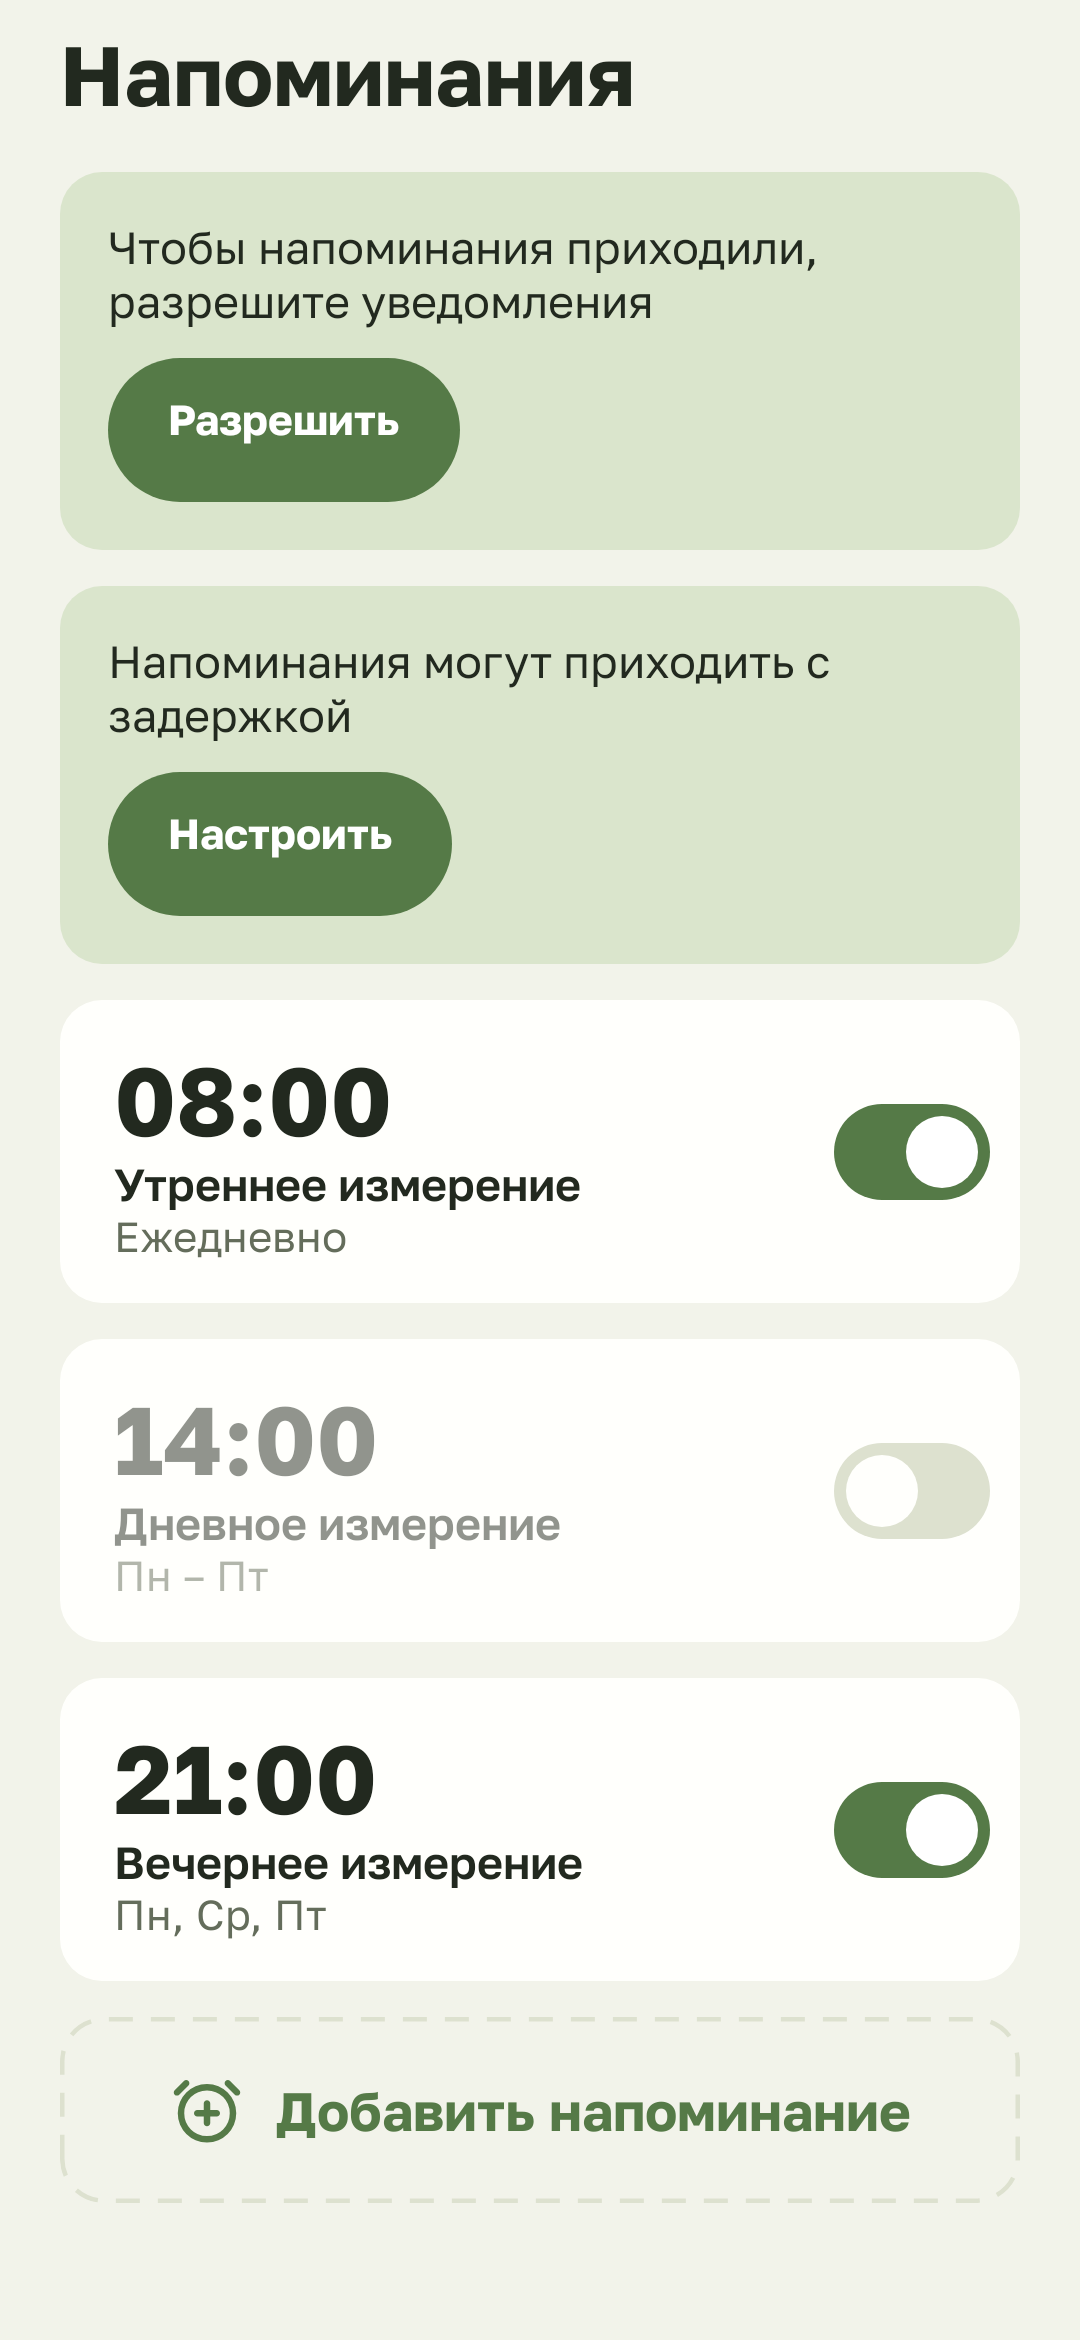 Напоминания
Чтобы напоминания приходили,
разрешите уведомления
Разрешить
Напоминания могут приходить с
задержкой
Настроить
08:00
Утреннее измерение
Ежедневно
14:00
Дневное измерение
Пн – Пт
21:00
Вечернее измерение
Пн, Ср, Пт
Добавить напоминание